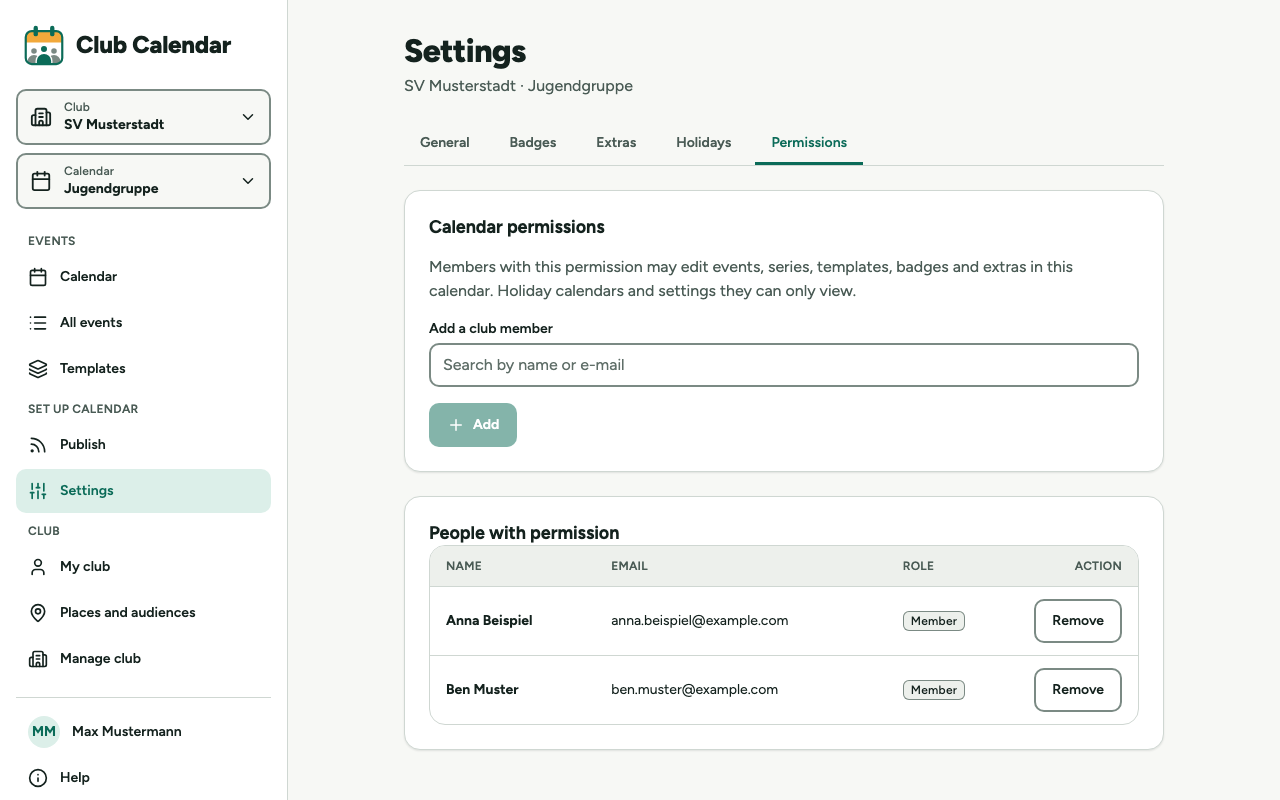 Club Calendar
Club
SV Musterstadt
Calendar
Jugendgruppe
EVENTS
Calendar
All events
Templates
SET UP CALENDAR
Publish
Settings
CLUB
My club
Places and audiences
Manage club
MM Max Mustermann
Help
Settings
SV Musterstadt · Jugendgruppe
General Badges Extras Holidays Permissions
Calendar permissions
Members with this permission may edit events, series, templates, badges and extras in this
calendar. Holiday calendars and settings they can only view.
Add a club member
Search by name or e-mail
+ Add
People with permission
NAME EMAIL ROLE ACTION
Anna Beispiel anna.beispiel@example.com Member Remove
Ben Muster ben.muster@example.com Member Remove